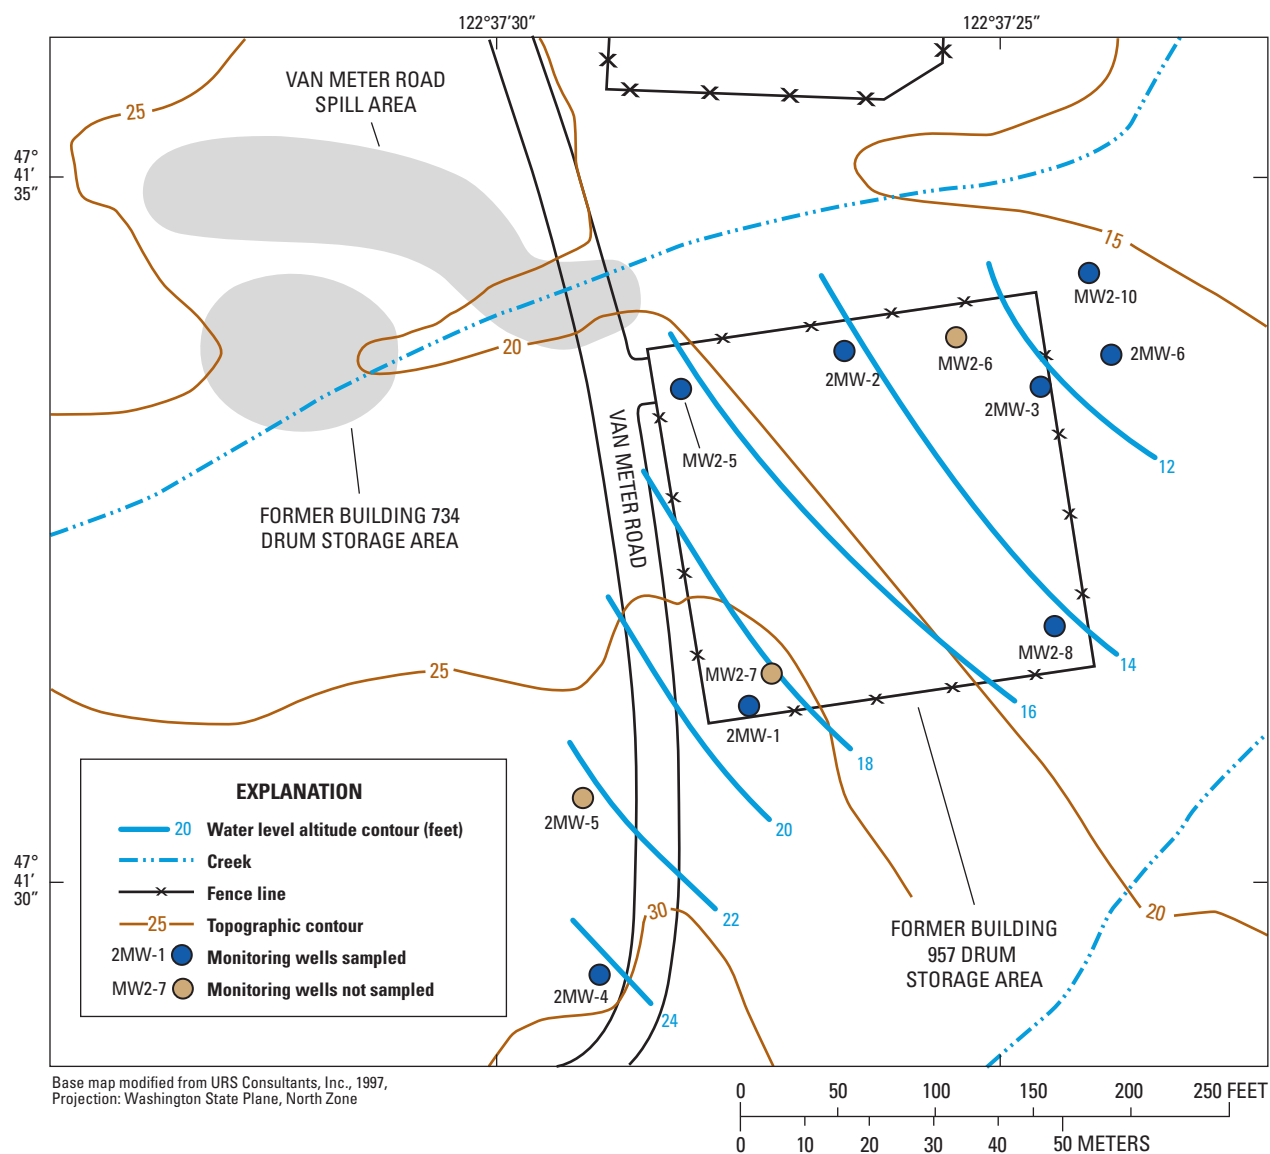 122°37'30"
122°37'25"
VAN METER ROAD
SPILL AREA
25
47°
41'
35"
15
MW2-10
2MW-6
MW2-6
2MW-2
2MW-3
20
MW2-5
12
VAN METER ROAD
FORMER BUILDING 734
DRUM STORAGE AREA
MW2-8
14
25
MW2-7
16
2MW-1
18
EXPLANATION
20 Water level altitude contour (feet)
Creek
Fence line
25 Topographic contour
2MW-1 Monitoring wells sampled
MW2-7 Monitoring wells not sampled
2MW-5
20
47°
41'
30"
22
30
20
FORMER BUILDING
957 DRUM
STORAGE AREA
2MW-4
24
Base map modified from URS Consultants, Inc., 1997,
Projection: Washington State Plane, North Zone
0 50 100 150 200 250 FEET
0 10 20 30 40 50 METERS